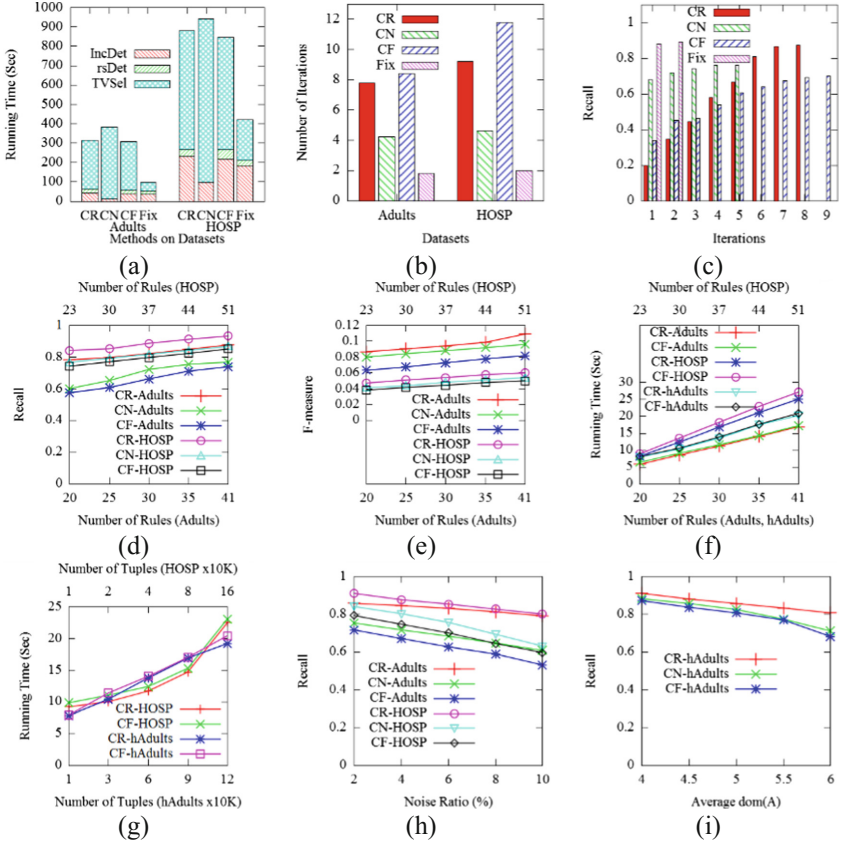 1000
900
800
700
600
500
400
300
200
100
0
Running Time (Sec)
IncDet
rsDet
TVSel
CR CN CF Fix
Adults
CR CN CF Fix
HOSP
Methods on Datasets
(a)
12
10
8
6
4
2
0
Number of Iterations
CR
CN
CF
Fix
Adults
HOSP
Datasets
(b)
1
0.8
0.6
0.4
0.2
0
Recall
CR
CN
CF
Fix
1 2 3 4 5 6 7 8 9
Iterations
(c)
Number of Rules (HOSP)
23 30 37 44 51
1
0.8
0.6
0.4
0.2
0
Recall
CR-Adults
CN-Adults
CF-Adults
CR-HOSP
CN-HOSP
CF-HOSP
20 25 30 35 41
Number of Rules (Adults)
(d)
Number of Rules (HOSP)
23 30 37 44 51
0.12
0.1
0.08
0.06
0.04
0.02
0
F-measure
CR-Adults
CN-Adults
CF-Adults
CR-HOSP
CN-HOSP
CF-HOSP
20 25 30 35 41
Number of Rules (Adults)
(e)
Number of Rules (HOSP)
23 30 37 44 51
CR-Adults
CF-Adults
CR-HOSP
CF-HOSP
CR-hAdults
CF-hAdults
30
25
20
15
10
5
0
Running Time (Sec)
20 25 30 35 41
Number of Rules (Adults, hAdults)
(f)
Number of Tuples (HOSP x10K)
1 2 4 8 16
25
20
15
10
5
0
Running Time (Sec)
CR-HOSP
CF-HOSP
CR-hAdults
CF-hAdults
1 3 6 9 12
Number of Tuples (hAdults x10K)
(g)
1
0.8
0.6
0.4
0.2
0
Recall
CR-Adults
CN-Adults
CF-Adults
CR-HOSP
CN-HOSP
CF-HOSP
2 4 6 8 10
Noise Ratio (%)
(h)
1
0.8
0.6
0.4
0.2
0
Recall
CR-hAdults
CN-hAdults
CF-hAdults
4 4.5 5 5.5 6
Average dom(A)
(i)